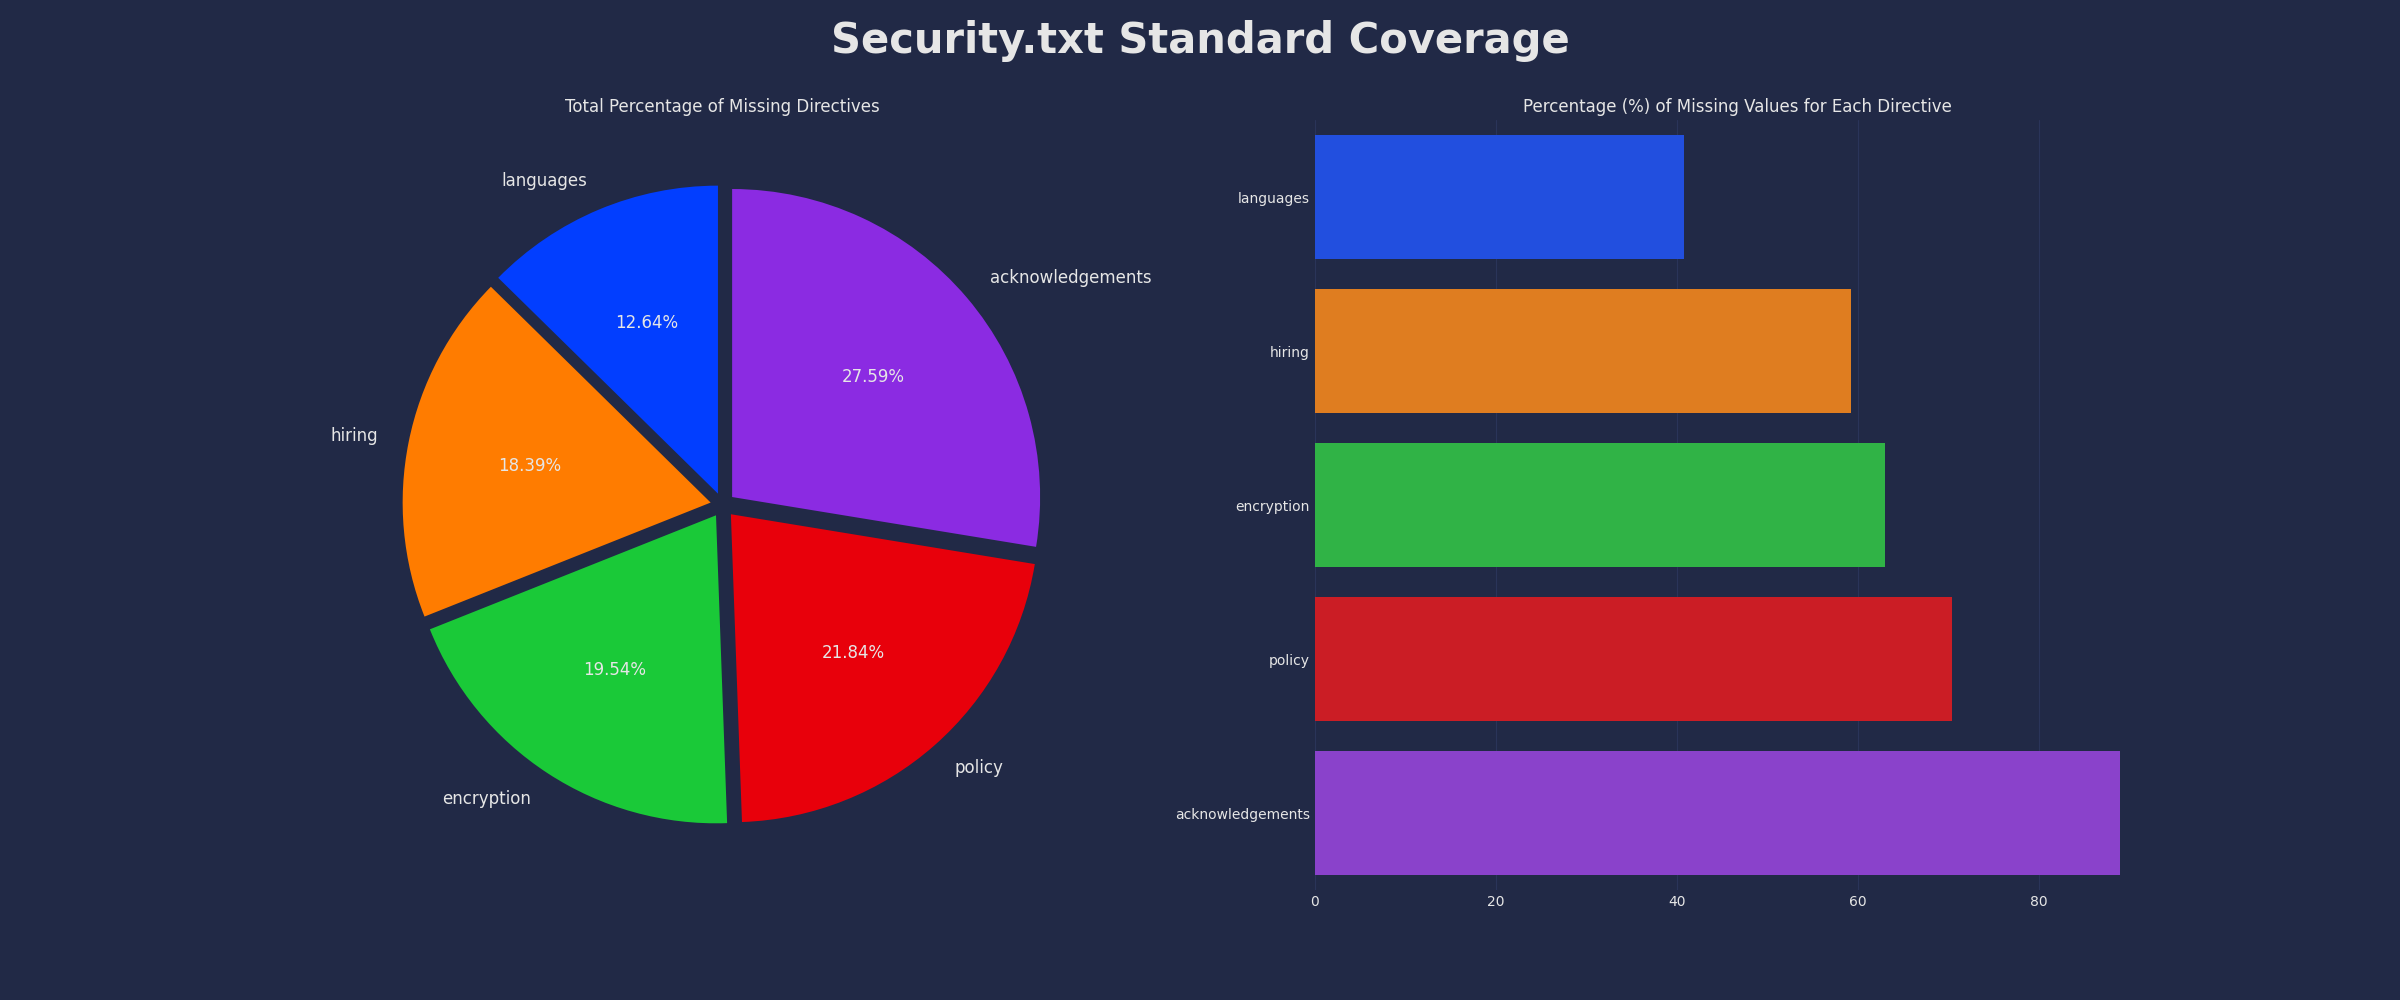 Security.txt Standard Coverage
Total Percentage of Missing Directives
languages
12.64%
acknowledgements
27.59%
hiring
18.39%
encryption
19.54%
policy
21.84%
Percentage (%) of Missing Values for Each Directive
languages
hiring
encryption
policy
acknowledgements
0 20 40 60 80